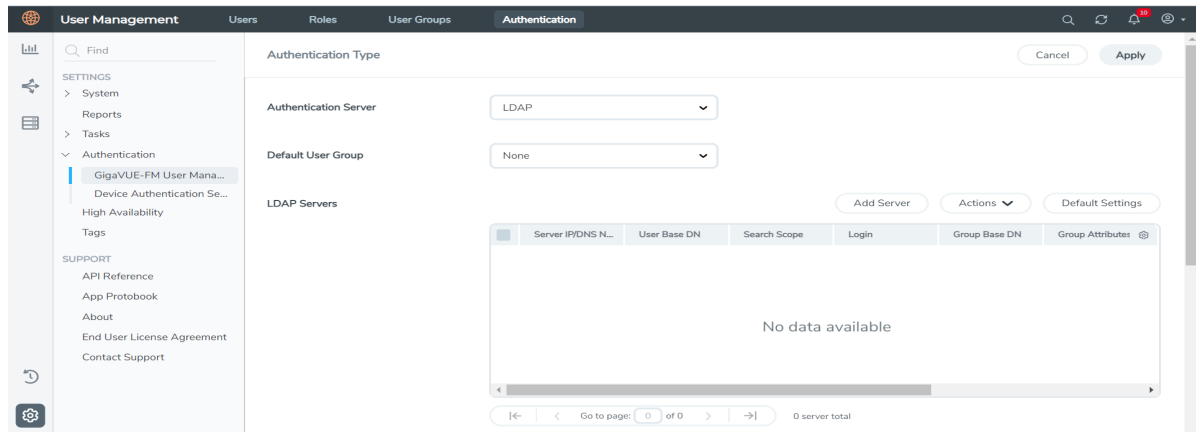 User Management Users Roles User Groups Authentication 10
Find
Authentication Type Cancel Apply
SETTINGS
System
Reports
Tasks
Authentication
GigaVUE-FM User Mana...
Device Authentication Se...
High Availability
Tags
SUPPORT
API Reference
App Protobook
About
End User License Agreement
Contact Support
Authentication Server LDAP
Default User Group None
LDAP Servers Add Server Actions Default Settings
Server IP/DNS N... User Base DN Search Scope Login Group Base DN Group Attributes
No data available
Go to page: 0 of 0 0 server total